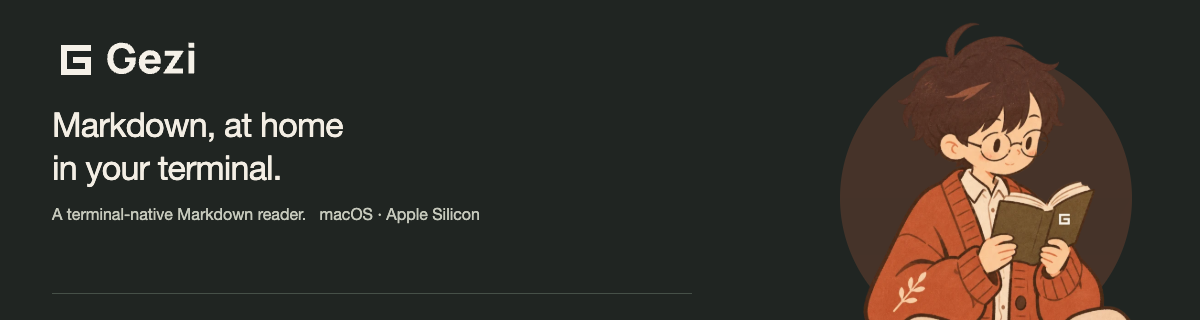 Gezi
Markdown, at home
in your terminal.
A terminal-native Markdown reader. macOS · Apple Silicon
G